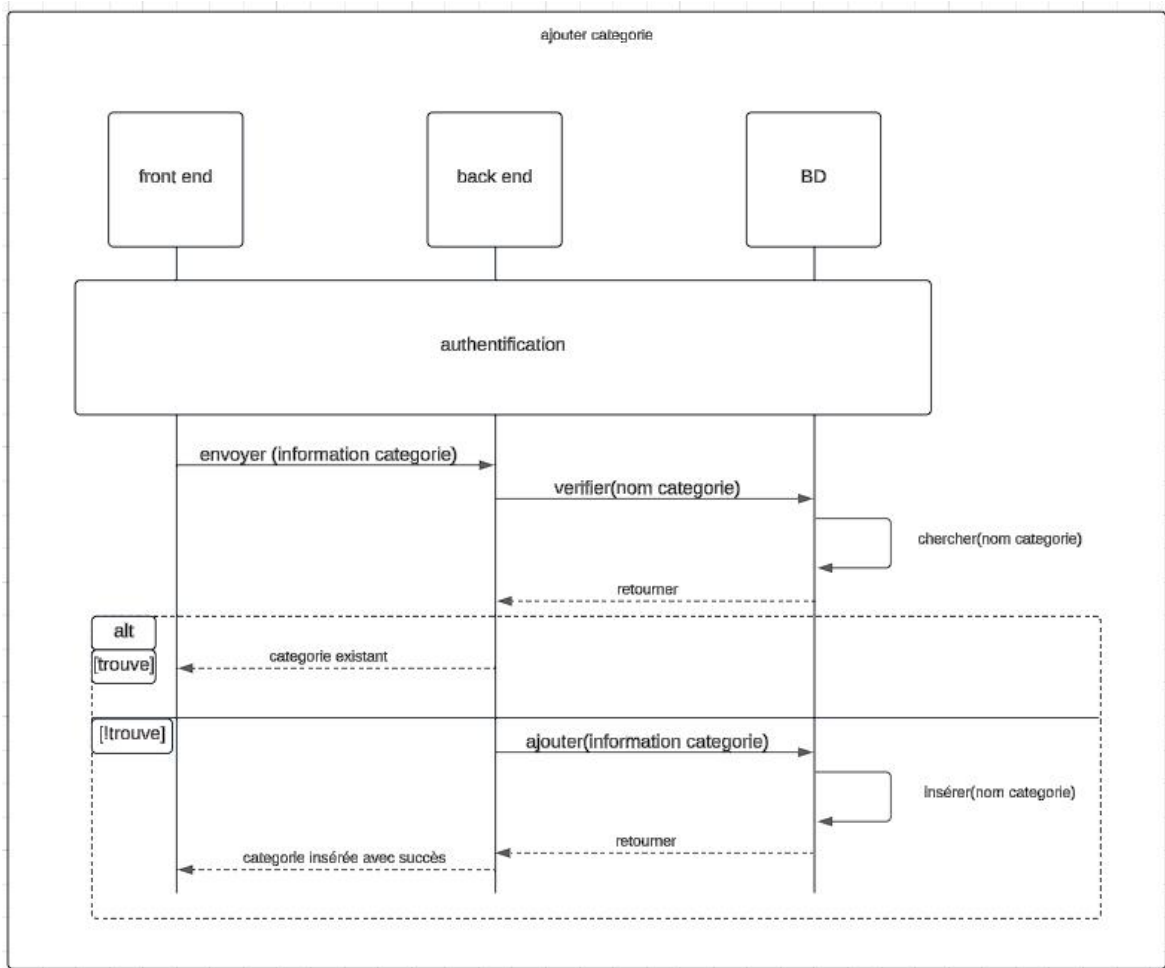 ajouter categorie
front end
back end
BD
authentification
envoyer (information categorie)
verifier(nom categorie)
chercher(nom categorie)
retourner
alt
[trouve]
categorie existant
[!trouve]
ajouter(information categorie)
insérer(nom categorie)
retourner
categorie insérée avec succès